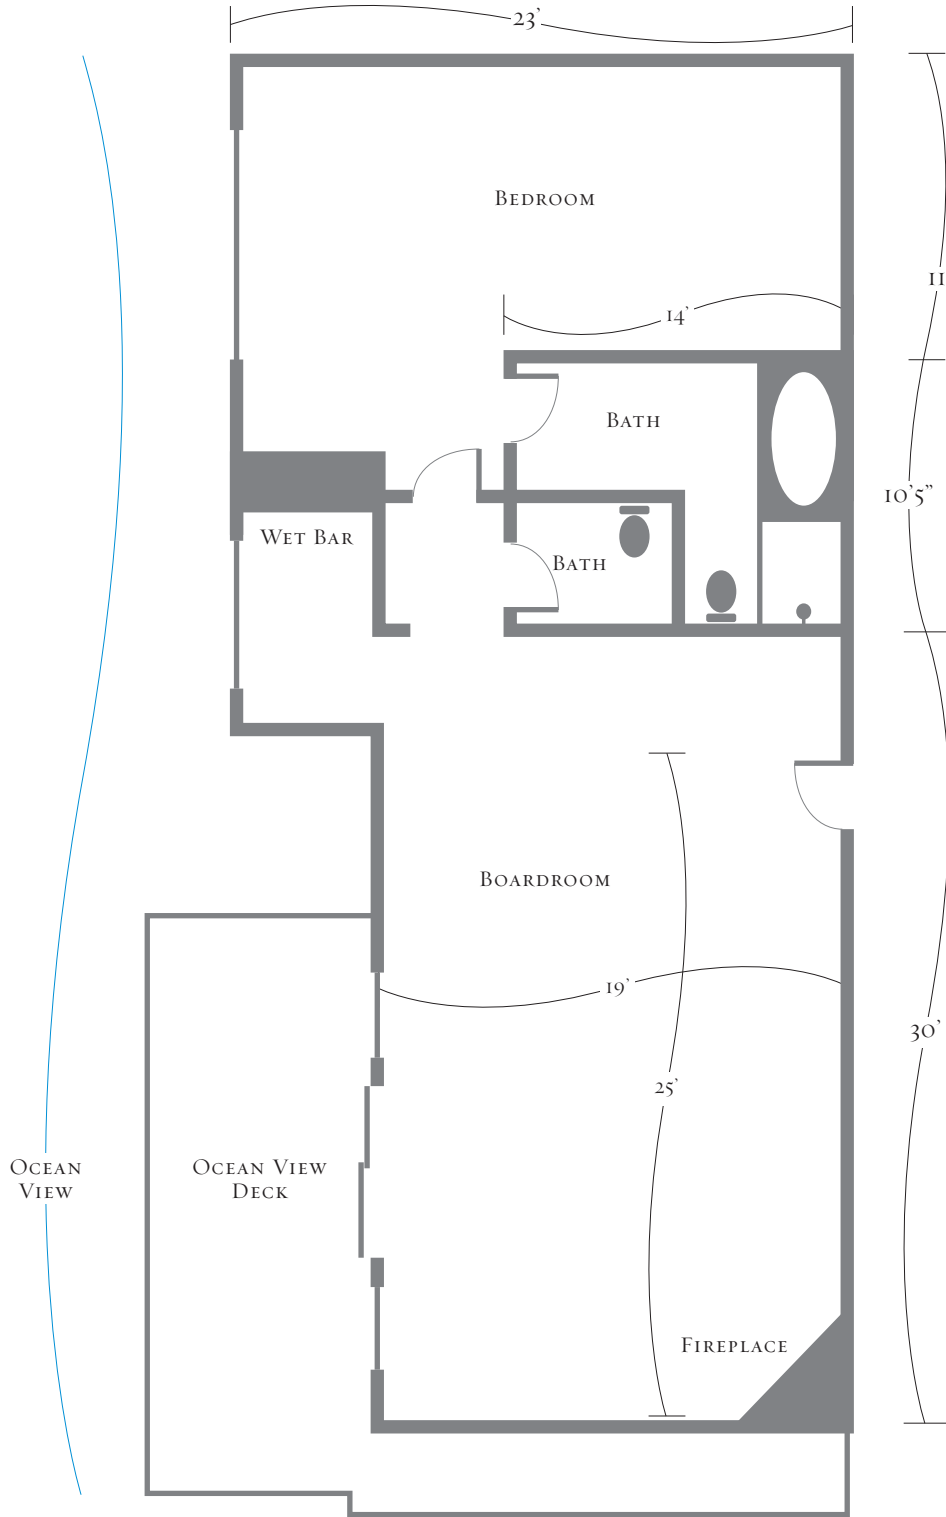 23’
Bedroom
11
14’
Bath
10’5”
Wet Bar
Bath
Boardroom
19’
30’
25’
Ocean
View
Ocean View
Deck
Fireplace